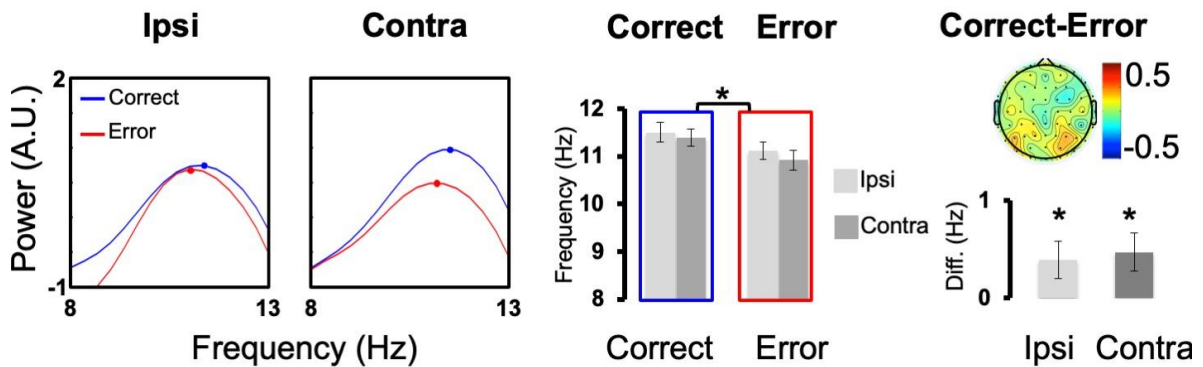 Ipsi
Contra
Correct Error
Correct-Error
2
Correct
Error
Power (A.U.)
-1
8
13
8
13
Frequency (Hz)
*
12
11
10
9
8
Frequency (Hz)
Correct
Error
Ipsi
Contra
0.5
-0.5
1
0
Diff. (Hz)
*
*
Ipsi
Contra